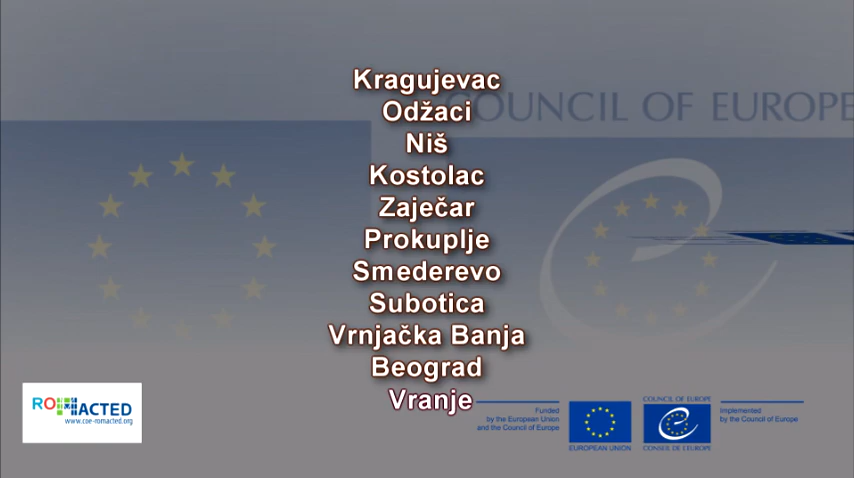 Kragujevac
Odžaci
COUNCIL OF EUROPE
Niš
Kostolac
Zaječar
Prokuplje
Smederevo
Subotica
Vrnjačka Banja
Beograd
Vranje
ROMACTED
www.coe-romacted.org
Funded
by the European Union
and the Council of Europe
EUROPEAN UNION
COUNCIL OF EUROPE
CONSEIL DE L'EUROPE
Implemented
by the Council of Europe